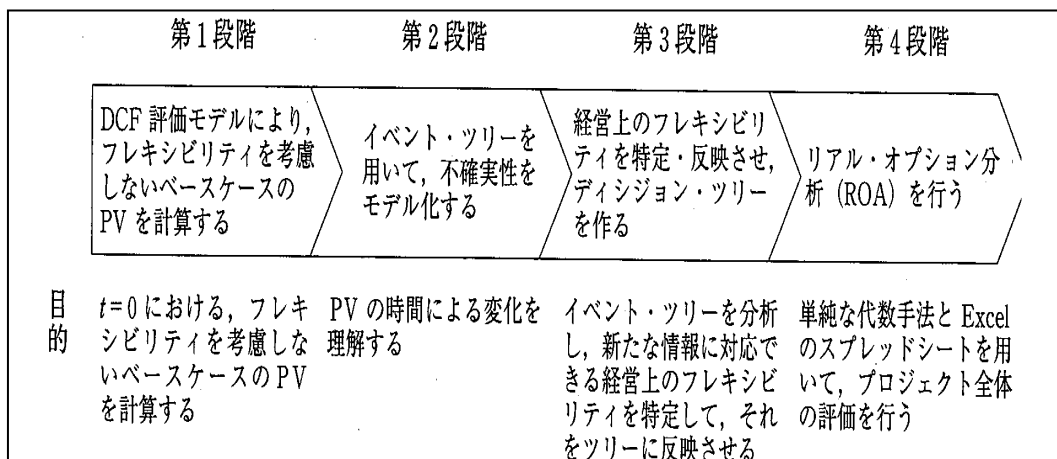 第1段階
第2段階
第3段階
第4段階
DCF 評価モデルにより,
フレキシビリティを考慮
しないベースケースの
PV を計算する
イベント・ツリーを
用いて, 不確実性を
モデル化する
経営上のフレキシビリ
ティを特定・反映させ,
ディシジョン・ツリー
を作る
リアル・オプション分
析 (ROA) を行う
目的
t=0 における, フレキ
シビリティを考慮しな
いベースケースの PV
を計算する
PV の時間による変化を
理解する
イベント・ツリーを分析
し, 新たな情報に対応で
きる経営上のフレキシビ
リティを特定して, それ
をツリーに反映させる
単純な代数手法と Excel
のスプレッドシートを用
いて, プロジェクト全体
の評価を行う